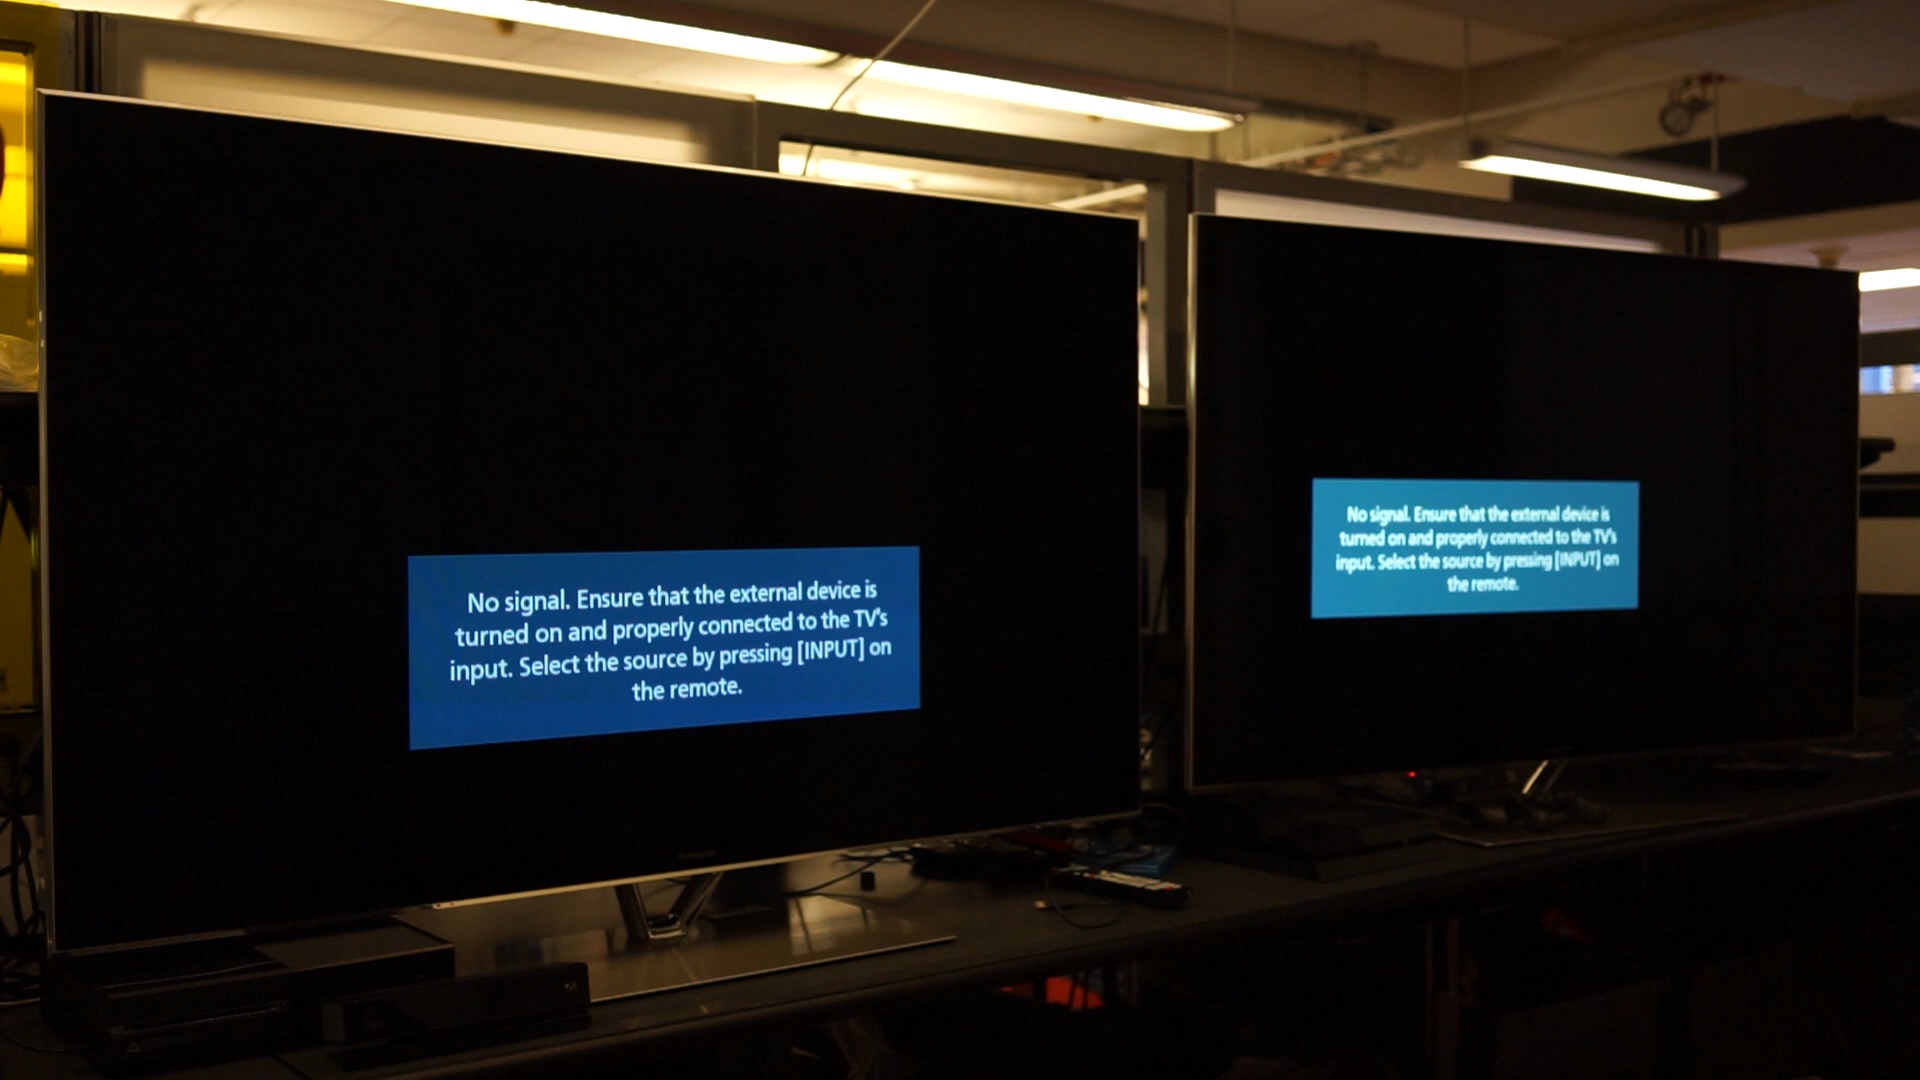 No signal. Ensure that the external device is
turned on and properly connected to the TV's
input. Select the source by pressing [INPUT] on
the remote.
No signal. Ensure that the external device is
turned on and properly connected to the TV's
input. Select the source by pressing [INPUT] on
the remote.